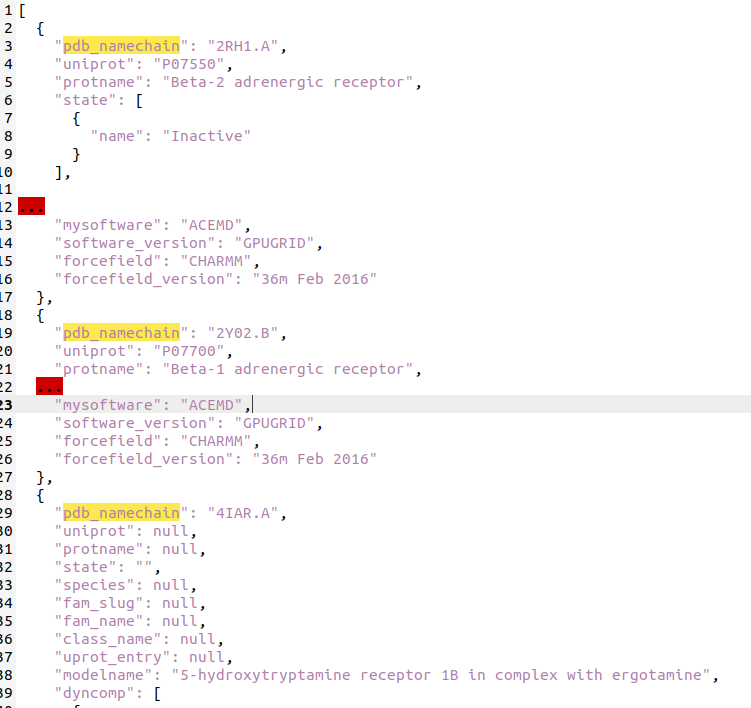 1 [
2 {
3 "pdb_namechain": "2RH1.A",
4 "uniprot": "P07550",
5 "protname": "Beta-2 adrenergic receptor",
6 "state": [
7 {
8 "name": "Inactive"
9 }
10 ],
11
12 ...
13 "mysoftware": "ACEMD",
14 "software_version": "GPUGRID",
15 "forcefield": "CHARMM",
16 "forcefield_version": "36m Feb 2016"
17 },
18 {
19 "pdb_namechain": "2Y02.B",
20 "uniprot": "P07700",
21 "protname": "Beta-1 adrenergic receptor",
22 ...
23 "mysoftware": "ACEMD",
24 "software_version": "GPUGRID",
25 "forcefield": "CHARMM",
26 "forcefield_version": "36m Feb 2016"
27 },
28 {
29 "pdb_namechain": "4IAR.A",
30 "uniprot": null,
31 "protname": null,
32 "state": "",
33 "species": null,
34 "fam_slug": null,
35 "fam_name": null,
36 "class_name": null,
37 "uprot_entry": null,
38 "modelname": "5-hydroxytryptamine receptor 1B in complex with ergotamine",
39 "dyncomp": [